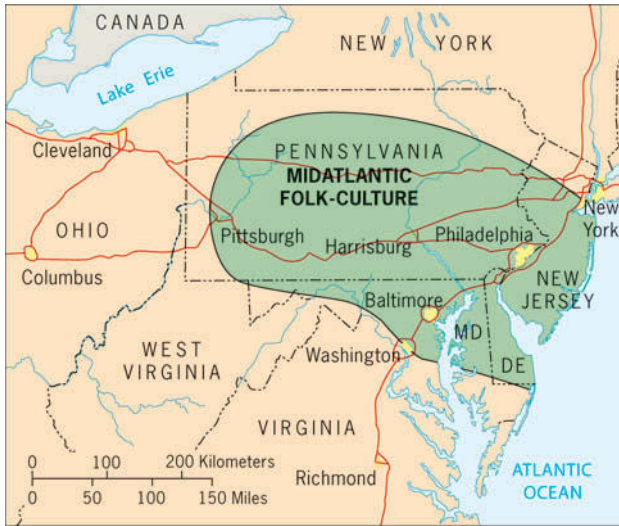 CANADA
NEW YORK
Lake Erie
Cleveland
PENNSYLVANIA
MIDATLANTIC
FOLK-CULTURE
OHIO
Pittsburgh
Harrisburg
Philadelphia
New
York
Columbus
NEW
JERSEY
Baltimore
MD
WEST
VIRGINIA
Washington
DE
VIRGINIA
0 100 200 Kilometers
0 50 100 150 Miles
Richmond
ATLANTIC
OCEAN